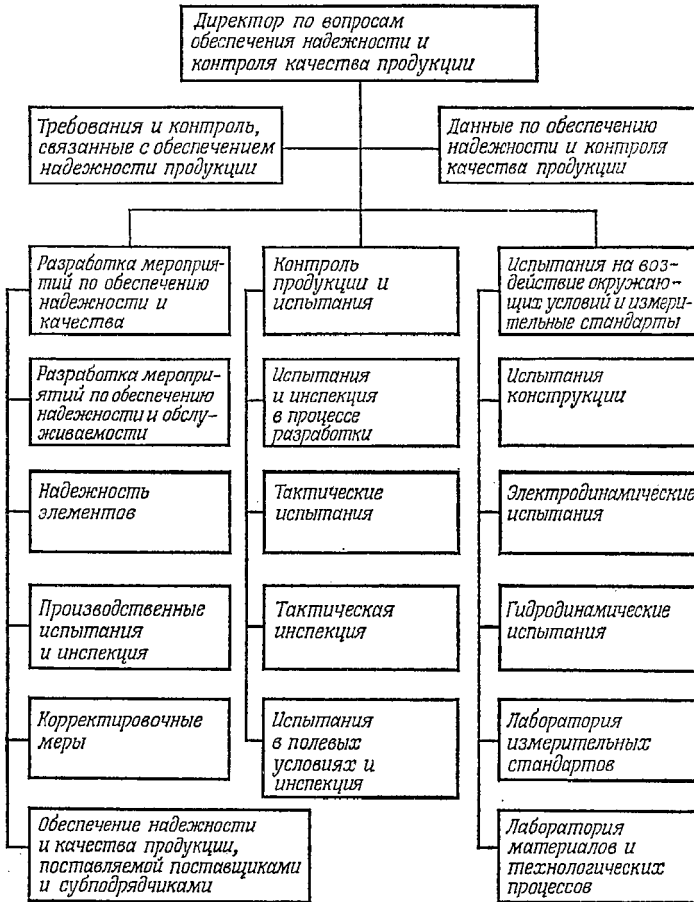 Директор по вопросам
обеспечения надежности и
контроля качества продукции
Требования и контроль,
связанные с обеспечением
надежности продукции
Данные по обеспечению
надежности и контроля
качества продукции
Разработка мероприя-
тий по обеспечению
надежности и
качества
Контроль
продукции и
испытания
Испытания на воз-
действие окружаю-
щих условий и измери-
тельные стандарты
Разработка меропри-
ятий по обеспечению
надежности и обслу-
живаемости
Испытания
и инспекция
в процессе
разработки
Испытания
конструкции
Надежность
элементов
Тактические
испытания
Электродинамические
испытания
Производственные
испытания
и инспекция
Тактическая
инспекция
Гидродинамические
испытания
Корректировочные
меры
Испытания
в полевых
условиях и
инспекция
Лаборатория
измерительных
стандартов
Обеспечение надежности
и качества продукции,
поставляемой поставщиками
и субподрядчиками
Лаборатория
материалов и
технологических
процессов